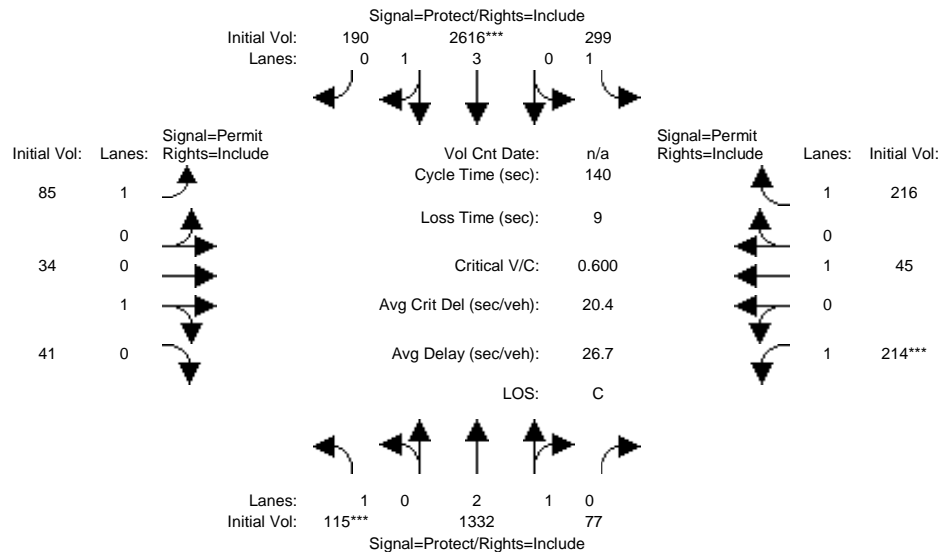 Signal=Protect/Rights=Include
Initial Vol: 190 2616*** 299
Lanes: 0 1 3 0 1
Signal=Permit Signal=Permit
Initial Vol: Lanes: Rights=Include Vol Cnt Date: n/a Rights=Include Lanes: Initial Vol:
Cycle Time (sec): 140
85 1 1 216
Loss Time (sec): 9
0 0
34 0 Critical V/C: 0.600 1 45
1 Avg Crit Del (sec/veh): 20.4 0
41 0 Avg Delay (sec/veh): 26.7 1 214***
LOS: C
Lanes: 1 0 2 1 0
Initial Vol: 115*** 1332 77
Signal=Protect/Rights=Include